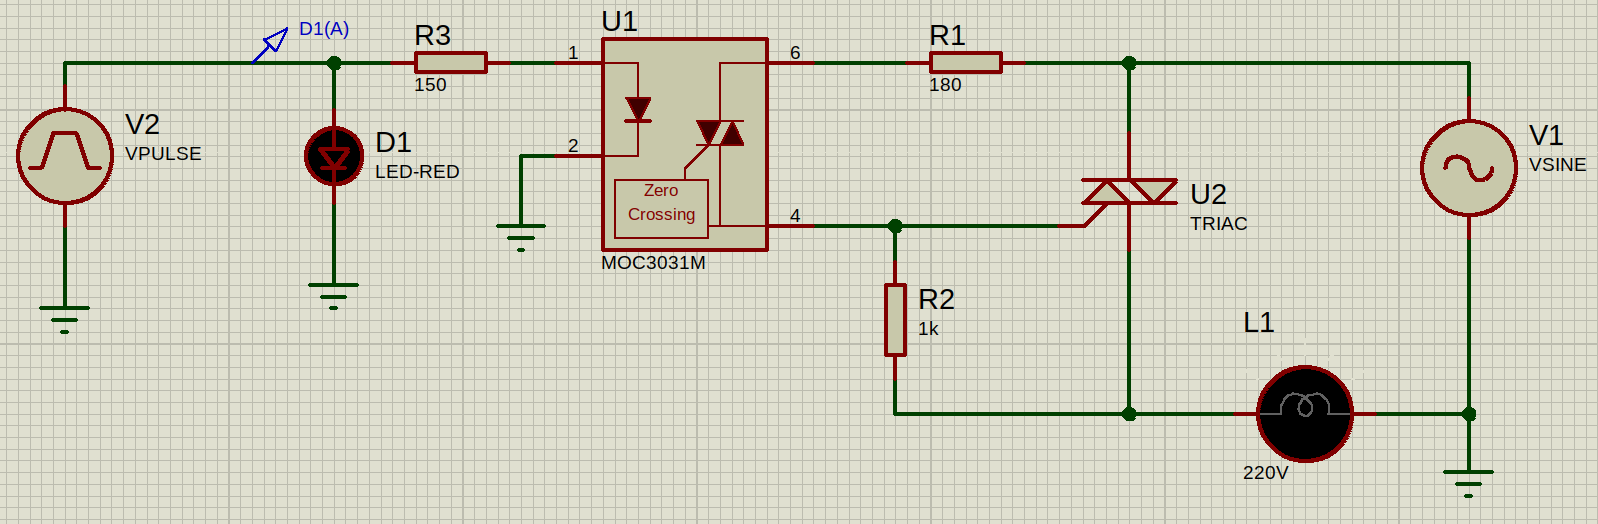 D1(A)
R3
150
U1
1
2
6
4
Zero
Crossing
MOC3031M
R1
180
V2
VPULSE
D1
LED-RED
V1
VSINE
U2
TRIAC
R2
1k
L1
220V